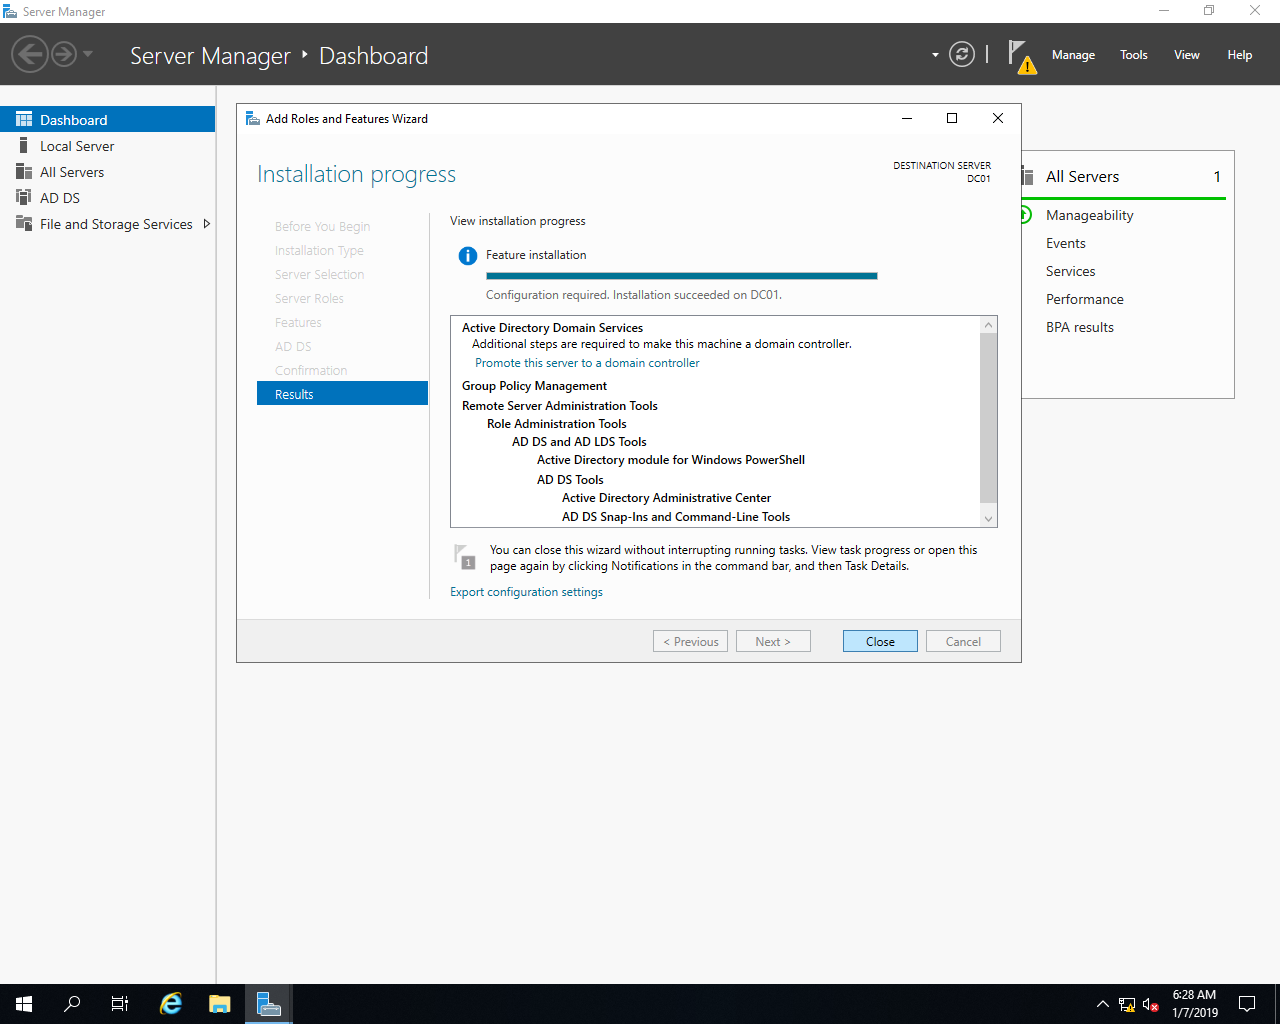 Server Manager
Server Manager Dashboard
Manage Tools View Help
Dashboard
Local Server
All Servers
AD DS
File and Storage Services
Add Roles and Features Wizard
Installation progress
DESTINATION SERVER
DC01
Before You Begin
Installation Type
Server Selection
Server Roles
Features
AD DS
Confirmation
Results
View installation progress
Feature installation
Configuration required. Installation succeeded on DC01.
Active Directory Domain Services
Additional steps are required to make this machine a domain controller.
Promote this server to a domain controller
Group Policy Management
Remote Server Administration Tools
Role Administration Tools
AD DS and AD LDS Tools
Active Directory module for Windows PowerShell
AD DS Tools
Active Directory Administrative Center
AD DS Snap-Ins and Command-Line Tools
1
You can close this wizard without interrupting running tasks. View task progress or open this
page again by clicking Notifications in the command bar, and then Task Details.
Export configuration settings
< Previous
Next >
Close
Cancel
All Servers 1
Manageability
Events
Services
Performance
BPA results
6:28 AM
1/7/2019